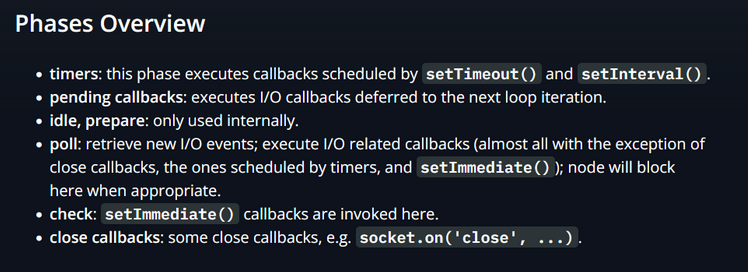 Phases Overview
• timers: this phase executes callbacks scheduled by setTimeout() and setInterval().
• pending callbacks: executes I/O callbacks deferred to the next loop iteration.
• idle, prepare: only used internally.
• poll: retrieve new I/O events; execute I/O related callbacks (almost all with the exception of
close callbacks, the ones scheduled by timers, and setImmediate()); node will block
here when appropriate.
• check: setImmediate() callbacks are invoked here.
• close callbacks: some close callbacks, e.g. socket.on('close', ...).